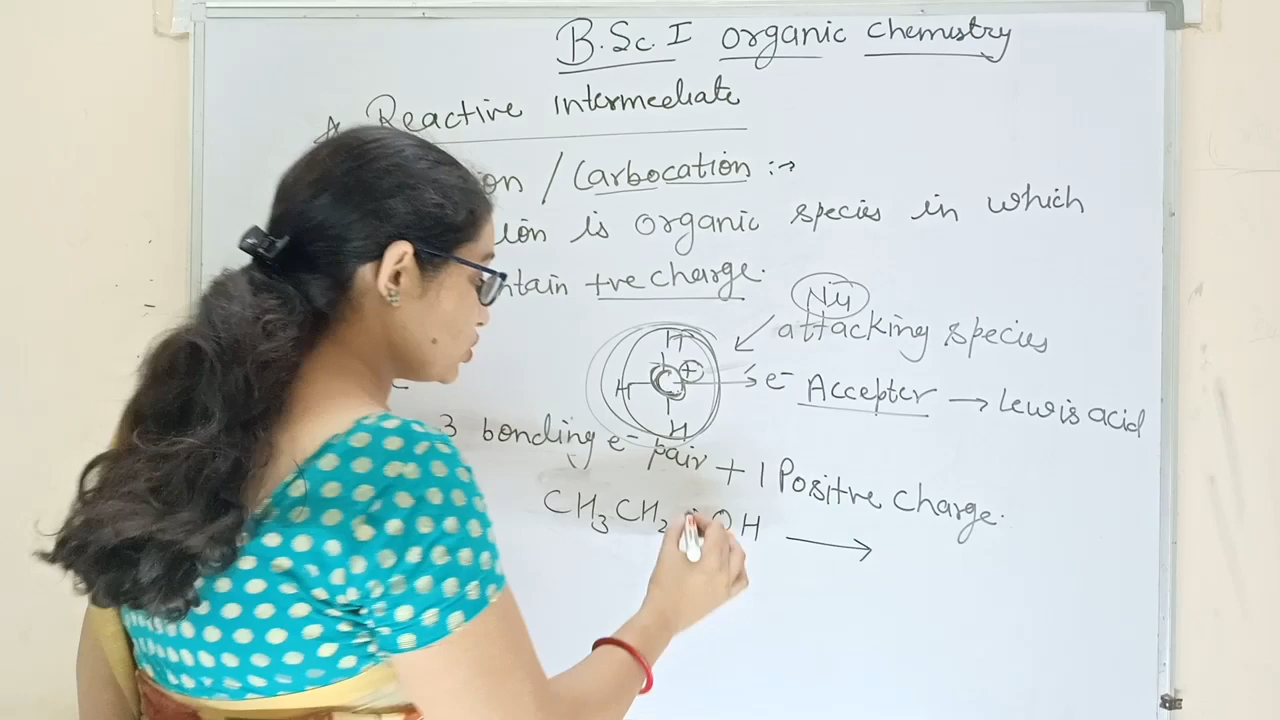 B.Sc. I organic chemistry
Reactive intermediate
on / Carbocation :→
ion is organic species in which
ntain +ve charge.
Nu
attacking species
H
H C +
H
e⁻ Accepter → Lewis acid
3 bonding e⁻ pair + 1 Positive charge.
CH₃CH₂ OH →